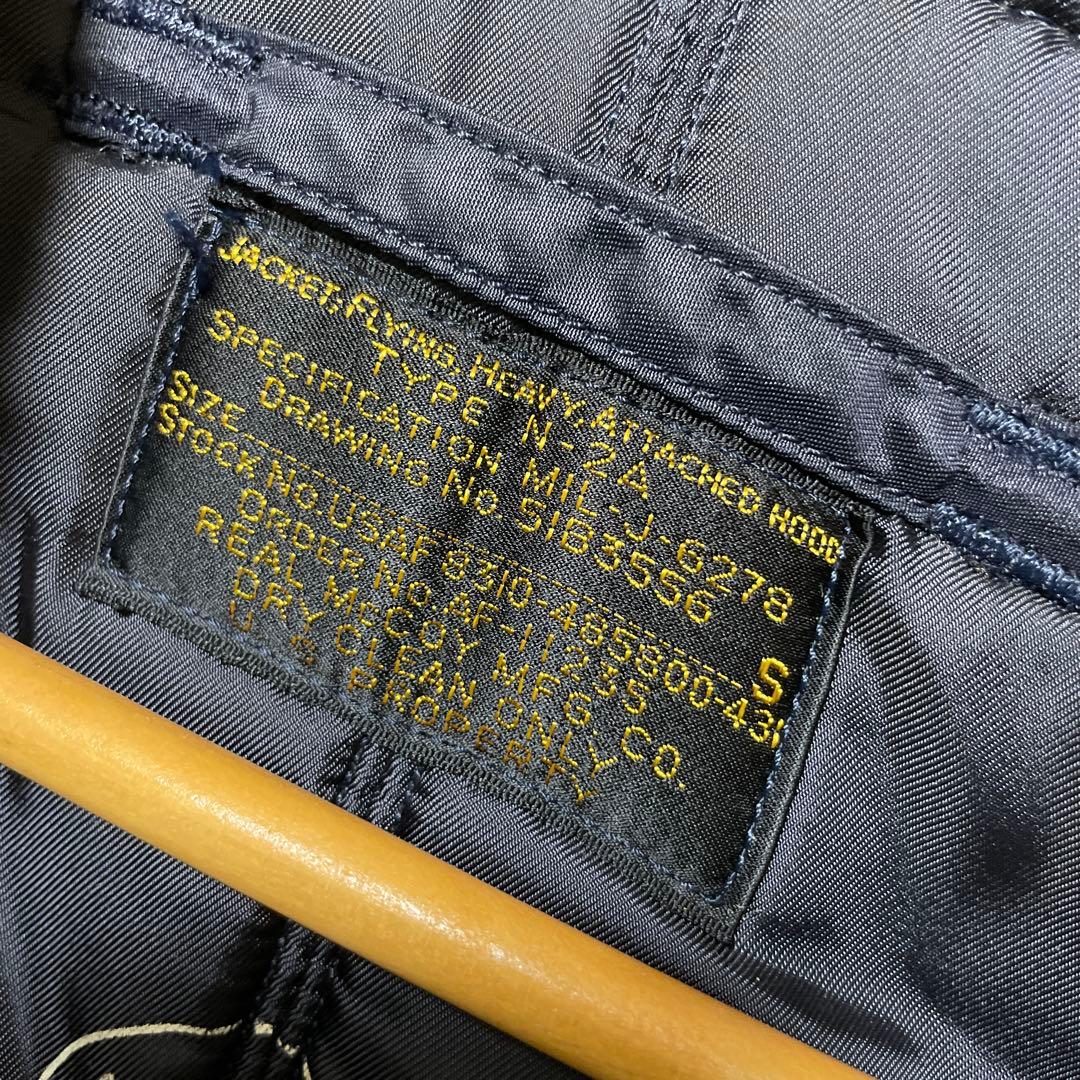 JACKET, FLYING, HEAVY, ATTACHED HOOD
TYPE N-2A
SPECIFICATION MIL-J-6278
DRAWING No. 51B3556
SIZE S
STOCK NO. USAF 8310-485800-431
ORDER NO. AF-11235
REAL McCOY MFG. CO.
DRY CLEAN ONLY
U.S. PROPERTY